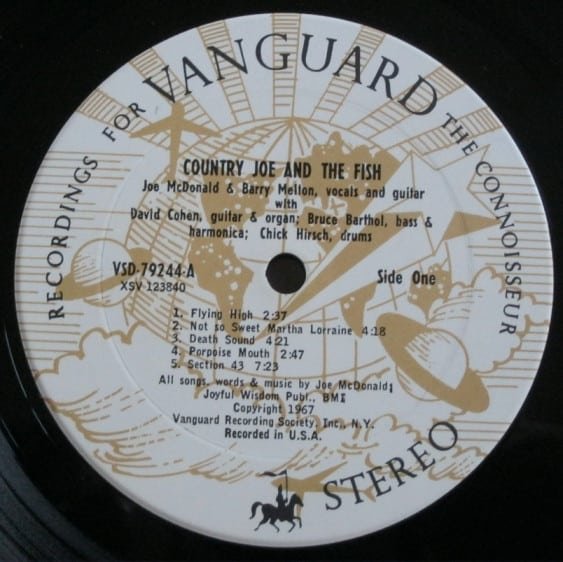 RECORDINGS FOR VANGUARD THE CONNOISSEUR
COUNTRY JOE AND THE FISH
Joe McDonald & Barry Melton, vocals and guitar
with
David Cohen, guitar & organ; Bruce Barthol, bass &
harmonica; Chick Hirsch, drums
VSD-79244-A
XSV 123840
Side One
1. Flying High 2:37
2. Not so Sweet Martha Lorraine 4:18
3. Death Sound 4:21
4. Porpoise Mouth 2:47
5. Section 43 7:23
All songs, words & music by Joe McDonald;
Joyful Wisdom Publ., BMI
Copyright 1967
Vanguard Recording Society, Inc., N.Y.
Recorded in U.S.A.
STEREO